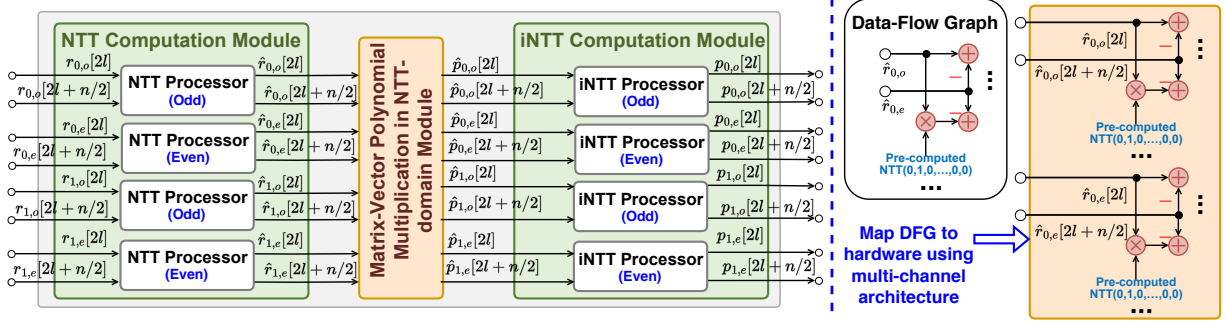 NTT Computation Module
r_{0,o}[2l]
r_{0,o}[2l + n/2]
r_{0,e}[2l]
r_{0,e}[2l + n/2]
r_{1,o}[2l]
r_{1,o}[2l + n/2]
r_{1,e}[2l]
r_{1,e}[2l + n/2]
NTT Processor
(Odd)
NTT Processor
(Even)
NTT Processor
(Odd)
NTT Processor
(Even)
r̂_{0,o}[2l]
r̂_{0,o}[2l + n/2]
r̂_{0,e}[2l]
r̂_{0,e}[2l + n/2]
r̂_{1,o}[2l]
r̂_{1,o}[2l + n/2]
r̂_{1,e}[2l]
r̂_{1,e}[2l + n/2]
Matrix-Vector Polynomial
Multiplication in NTT-
domain Module
p̂_{0,o}[2l]
p̂_{0,o}[2l + n/2]
p̂_{0,e}[2l]
p̂_{0,e}[2l + n/2]
p̂_{1,o}[2l]
p̂_{1,o}[2l + n/2]
p̂_{1,e}[2l]
p̂_{1,e}[2l + n/2]
iNTT Computation Module
iNTT Processor
(Odd)
iNTT Processor
(Even)
iNTT Processor
(Odd)
iNTT Processor
(Even)
p_{0,o}[2l]
p_{0,o}[2l + n/2]
p_{0,e}[2l]
p_{0,e}[2l + n/2]
p_{1,o}[2l]
p_{1,o}[2l + n/2]
p_{1,e}[2l]
p_{1,e}[2l + n/2]
Data-Flow Graph
r̂_{0,o}
r̂_{0,e}
Pre-computed
NTT(0,1,0,...,0,0)
...
Map DFG to
hardware using
multi-channel
architecture
r̂_{0,o}[2l]
r̂_{0,o}[2l + n/2]
Pre-computed
NTT(0,1,0,...,0,0)
...
r̂_{0,e}[2l]
r̂_{0,e}[2l + n/2]
Pre-computed
NTT(0,1,0,...,0,0)
...